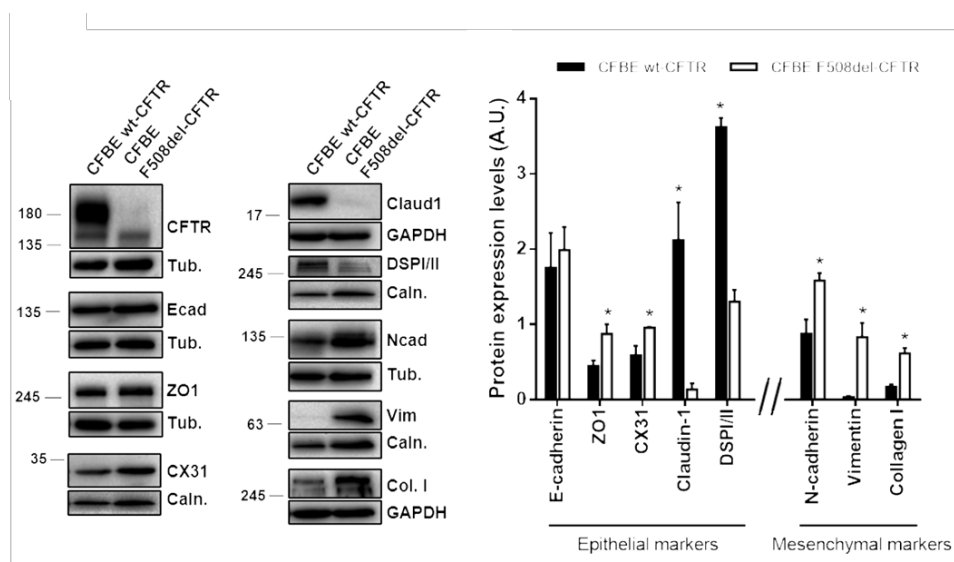 CFBE wt-CFTR
CFBE
F508del-CFTR
180
135
CFTR
Tub.
135
Ecad
Tub.
245
ZO1
Tub.
35
CX31
Caln.
CFBE wt-CFTR
CFBE
F508del-CFTR
17
Claud1
GAPDH
245
DSPI/II
Caln.
135
Ncad
Tub.
63
Vim
Caln.
245
Col. I
GAPDH
CFBE wt-CFTR CFBE F508del-CFTR
Protein expression levels (A.U.)
4
3
2
1
0
* * * * * * *
E-cadherin
ZO1
CX31
Claudin-1
DSPI/II
N-cadherin
Vimentin
Collagen I
Epithelial markers
Mesenchymal markers